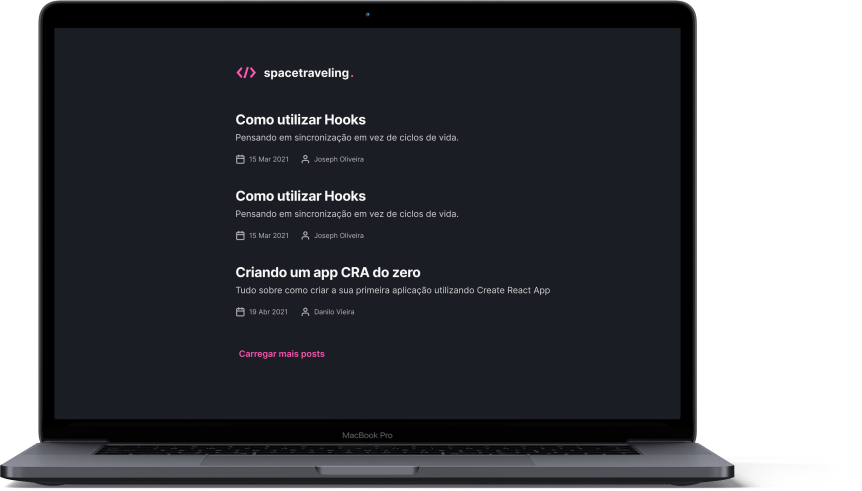 </> spacetraveling.
Como utilizar Hooks
Pensando em sincronização em vez de ciclos de vida.
15 Mar 2021 Joseph Oliveira
Como utilizar Hooks
Pensando em sincronização em vez de ciclos de vida.
15 Mar 2021 Joseph Oliveira
Criando um app CRA do zero
Tudo sobre como criar a sua primeira aplicação utilizando Create React App
19 Abr 2021 Danilo Vieira
Carregar mais posts
MacBook Pro